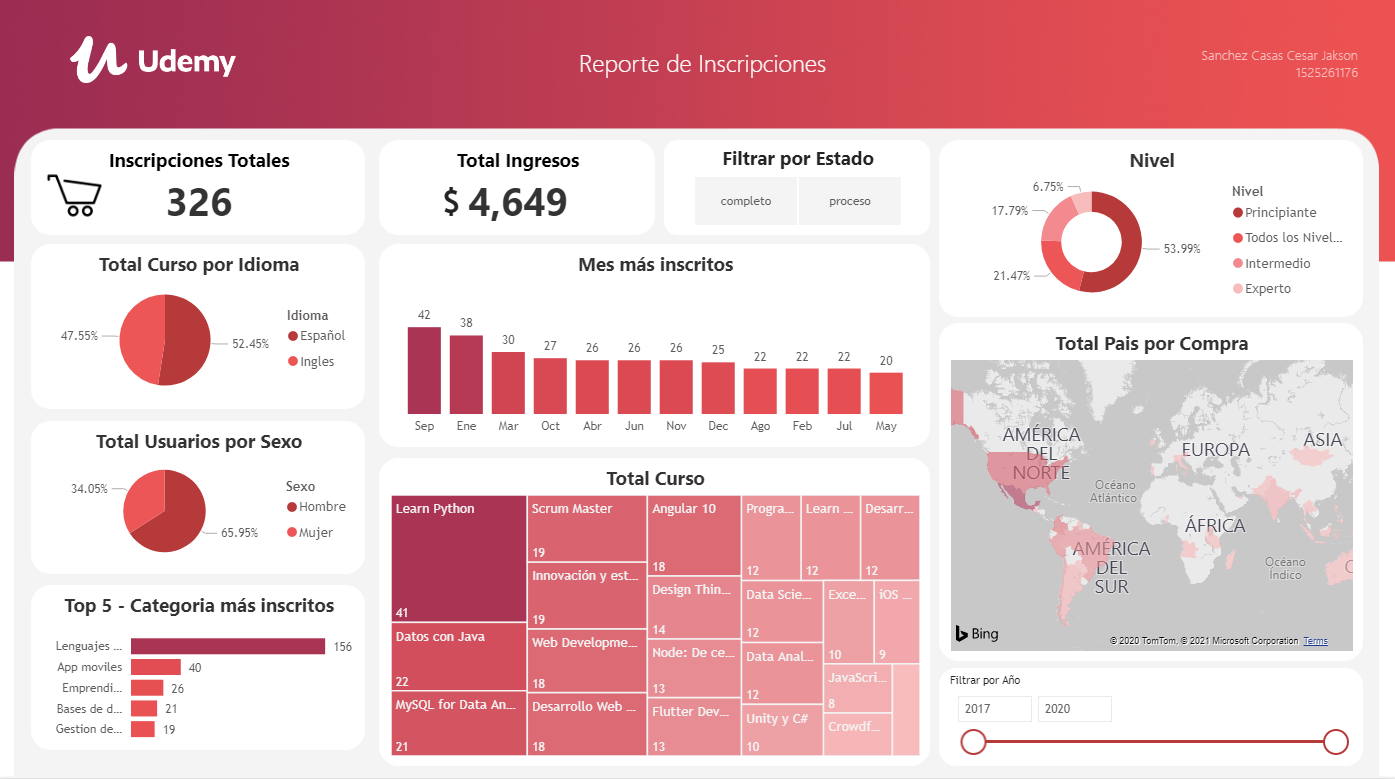 Udemy
Reporte de Inscripciones
Sanchez Casas Cesar Jakson
1525261176
Inscripciones Totales
326
Total Ingresos
$ 4,649
Filtrar por Estado
completo
proceso
Nivel
6.75%
17.79%
21.47%
53.99%
Nivel
Principiante
Todos los Nivel...
Intermedio
Experto
Total Curso por Idioma
47.55%
52.45%
Idioma
Español
Ingles
Mes más inscritos
42
38
30
27
26
26
26
25
22
22
22
20
Sep
Ene
Mar
Oct
Abr
Jun
Nov
Dec
Ago
Feb
Jul
May
Total Pais por Compra
AMÉRICA
DEL
NORTE
EUROPA
ASIA
Océano
Atlántico
ÁFRICA
AMÉRICA
DEL
SUR
Océano
Índico
C
Bing
© 2020 TomTom, © 2021 Microsoft Corporation Terms
Total Usuarios por Sexo
34.05%
65.95%
Sexo
Hombre
Mujer
Total Curso
Learn Python
41
Datos con Java
22
MySQL for Data An...
21
Scrum Master
19
Innovación y est...
19
Web Developme...
18
Desarrollo Web ...
18
Angular 10
18
Design Thin...
14
Node: De ce...
13
Flutter Dev...
13
Progra...
12
Learn ...
12
Desarr...
12
Data Scie...
12
Data Anal...
12
Unity y C#
10
Exce...
10
iOS ...
9
JavaScri...
8
Crowdf...
Top 5 - Categoria más inscritos
Lenguajes ...
156
App moviles
40
Emprendi...
26
Bases de d...
21
Gestion de...
19
Filtrar por Año
2017
2020